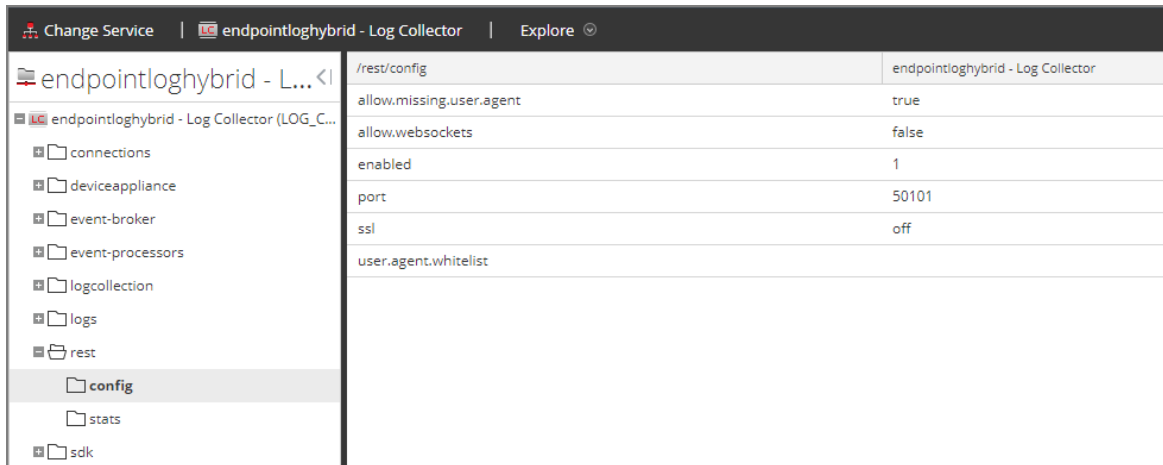 Change Service | LC endpointloghybrid - Log Collector | Explore
endpointloghybrid - L...
LC endpointloghybrid - Log Collector (LOG_C...
connections
deviceappliance
event-broker
event-processors
logcollection
logs
rest
config
stats
sdk
/rest/config endpointloghybrid - Log Collector
allow.missing.user.agent true
allow.websockets false
enabled 1
port 50101
ssl off
user.agent.whitelist